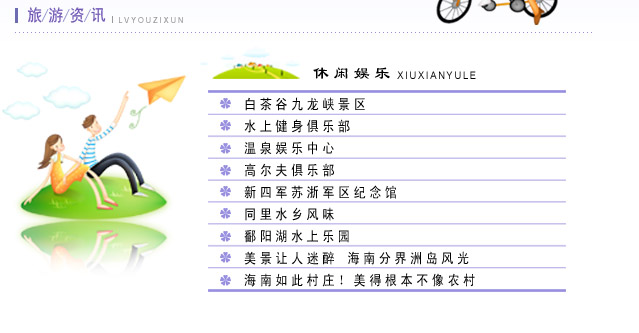 旅/游/资/讯 | LVYOUZIXUN
休闲娱乐 XIUXIANYULE
白茶谷九龙峡景区
水上健身俱乐部
温泉娱乐中心
高尔夫俱乐部
新四军苏浙军区纪念馆
同里水乡风味
鄱阳湖水上乐园
美景让人迷醉 海南分界洲岛风光
海南如此村庄！美得根本不像农村